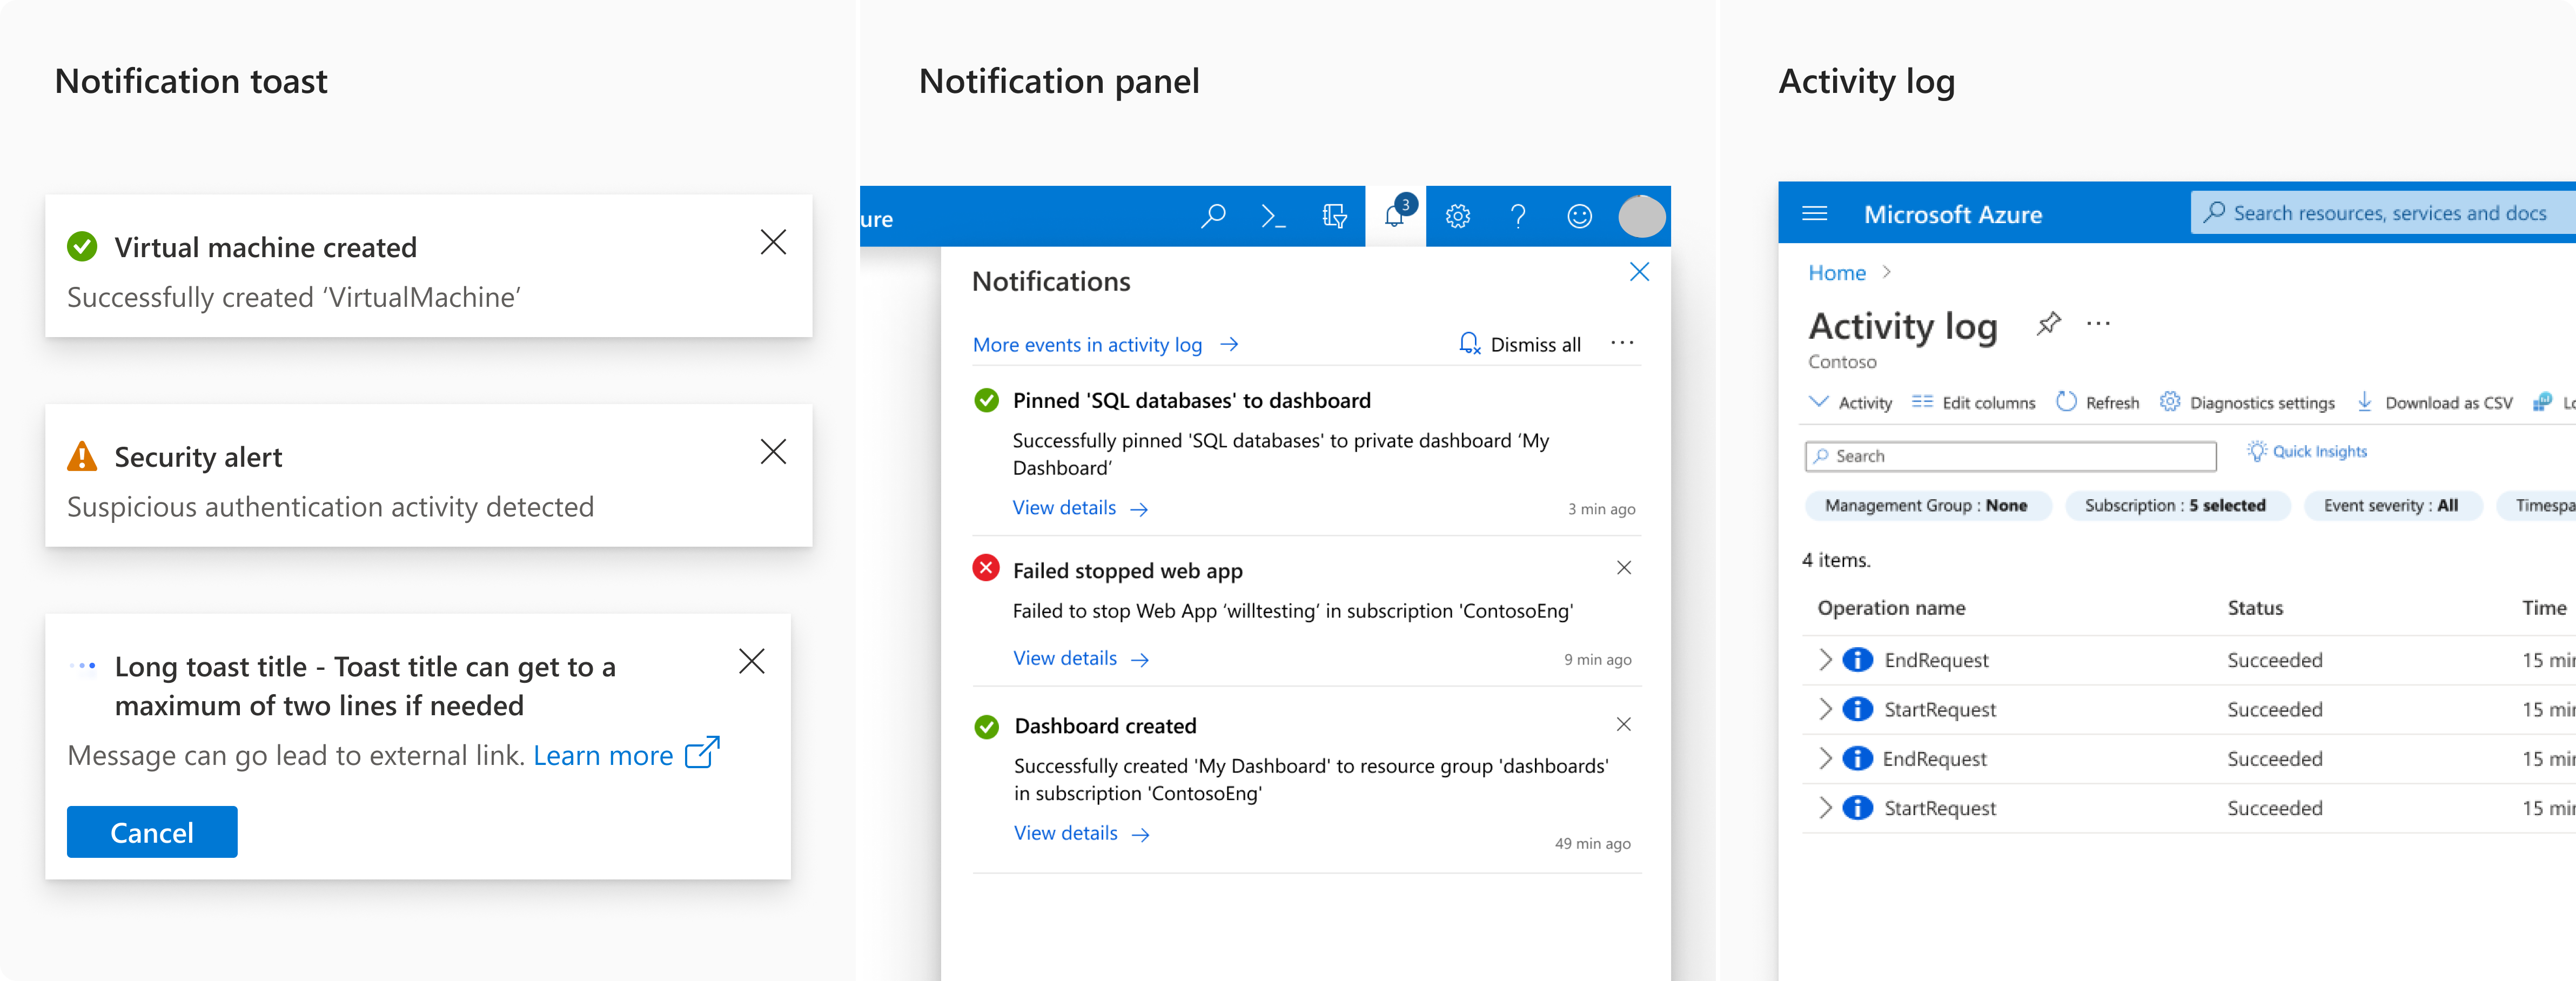 Notification toast
Virtual machine created
Successfully created ‘VirtualMachine’
Security alert
Suspicious authentication activity detected
Long toast title - Toast title can get to a
maximum of two lines if needed
Message can go lead to external link. Learn more
Cancel
Notification panel
ure
3
Notifications
More events in activity log
Dismiss all
Pinned 'SQL databases' to dashboard
Successfully pinned 'SQL databases' to private dashboard ‘My
Dashboard’
View details
3 min ago
Failed stopped web app
Failed to stop Web App ‘willtesting’ in subscription 'ContosoEng'
View details
9 min ago
Dashboard created
Successfully created 'My Dashboard' to resource group 'dashboards'
in subscription 'ContosoEng'
View details
49 min ago
Activity log
Microsoft Azure
Search resources, services and docs
Home
Activity log
Contoso
Activity Edit columns Refresh Diagnostics settings Download as CSV
Search
Quick Insights
Management Group : None Subscription : 5 selected Event severity : All Timespa
4 items.
Operation name Status Time
EndRequest Succeeded 15 min
StartRequest Succeeded 15 min
EndRequest Succeeded 15 min
StartRequest Succeeded 15 min